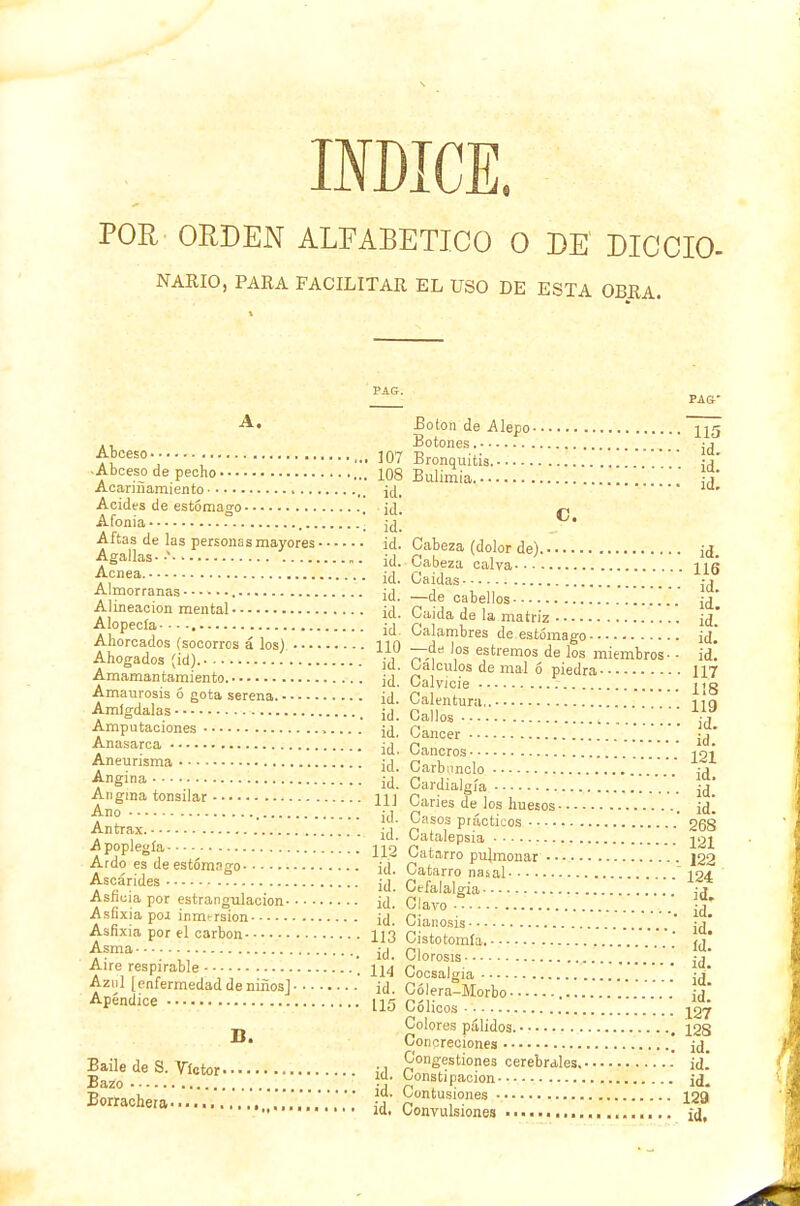 INDICE.
POR ORDEN ALFABETICO O DE DICCIO-
NARIO, PARA FACILITAR EL USO DE ESTA OBRA.
PAG.
A.
Abceso 107
Abceso de pecho 108
Acariñamiento id.
Acides de estómago id.
Afonia id.
Aftas de las personas mayores id.
Agallas id.
Acnea id.
Almorranas id.
Alineacion mental id.
Alopecía id.
Ahorcados (socorrcs á los) 110
Ahogados (id) id.
Amamantamiento id.
Amaurosis ó gota serena id.
Amígdalas id.
Amputaciones id.
Anasarca id.
Aneurisma id.
Angina id.
Angina tonsilar 111
Ano id.
Antrax id.
Apoplegía 112
Ardo es de estómago id.
Ascárides id.
Asficia por estrangulacion id.
Asfixia por inmersion id.
Asfixia por el carbon 113
Asma id.
Aire respirable 114
Azul [enfermedad de niños] id.
Apéndice 115
B.
Baile de S. Víctor id.
Bazo id.
Borrachera id.
PAG
Boton de Alepo 115
Botones id.
Bronquitis id.
Bulimia id.
C.
Cabeza (dolor de) id.
Cabeza calva 116
Caidas id.
—de cabellos id.
Caida de la matriz id.
Calambres de estómago id.
—de los estremos de los miembros id.
Cálculos de mal ó piedra 117
Calvicie 118
Calentura 119
Callos id.
Cancer id.
Cancros 121
Carbunclo id.
Cardialgía id.
Caries de los huesos id.
Casos prácticos 268
Catalepsia 121
Catarro pulmonar 122
Catarro nasal 124
Cefalalgia id.
Clavo id.
Cianosis id.
Cistotomía id.
Clorosis id.
Cocsalgia id.
Cólera-Morbo id.
Cólicos 127
Colores pálidos 128
Concreciones id.
Congestiones cerebrales id.
Constipacion id.
Contusiones 129
Convulsiones id.